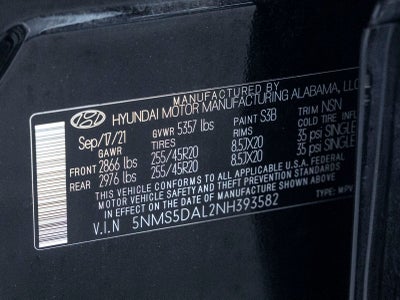 MANUFACTURED BY
HYUNDAI MOTOR MANUFACTURING ALABAMA, LLC
Sep/17/21 GVWR 5357 lbs PAINT S3B TRIM NSN
GAWR TIRES RIMS COLD TIRE
FRONT 2866 lbs 255/45R20 8.5JX20 35 psi SINGLE
REAR 2976 lbs 255/45R20 8.5JX20 35 psi SINGLE
THIS VEHICLE CONFORMS TO ALL APPLICABLE U.S. FEDERAL
MOTOR VEHICLE SAFETY/THEFT PREVENTION STANDARDS
IN EFFECT ON THE DATE OF MANUFACTURE SHOWN ABOVE.
V.I.N 5NMS5DAL2NH393582 TYPE: MPV